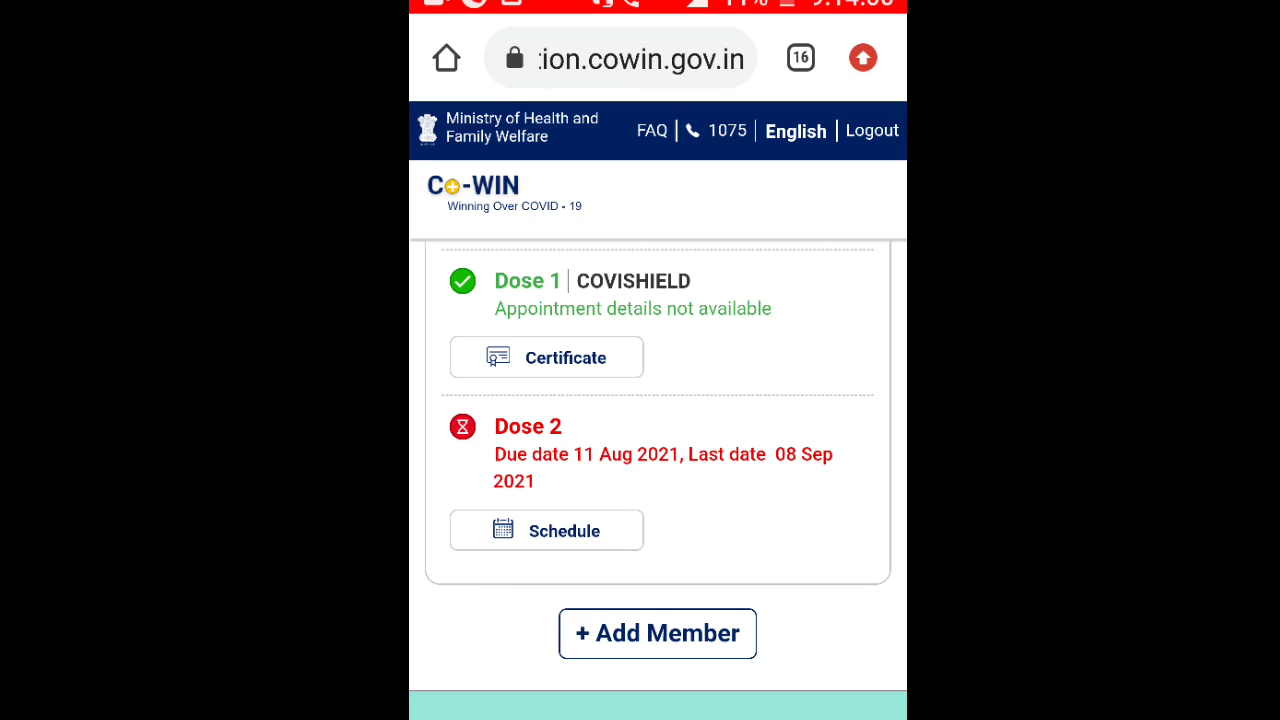 :ion.cowin.gov.in
16
Ministry of Health and
Family Welfare
FAQ | 1075 | English | Logout
Co-WIN
Winning Over COVID - 19
Dose 1 | COVISHIELD
Appointment details not available
Certificate
Dose 2
Due date 11 Aug 2021, Last date 08 Sep
2021
Schedule
+ Add Member